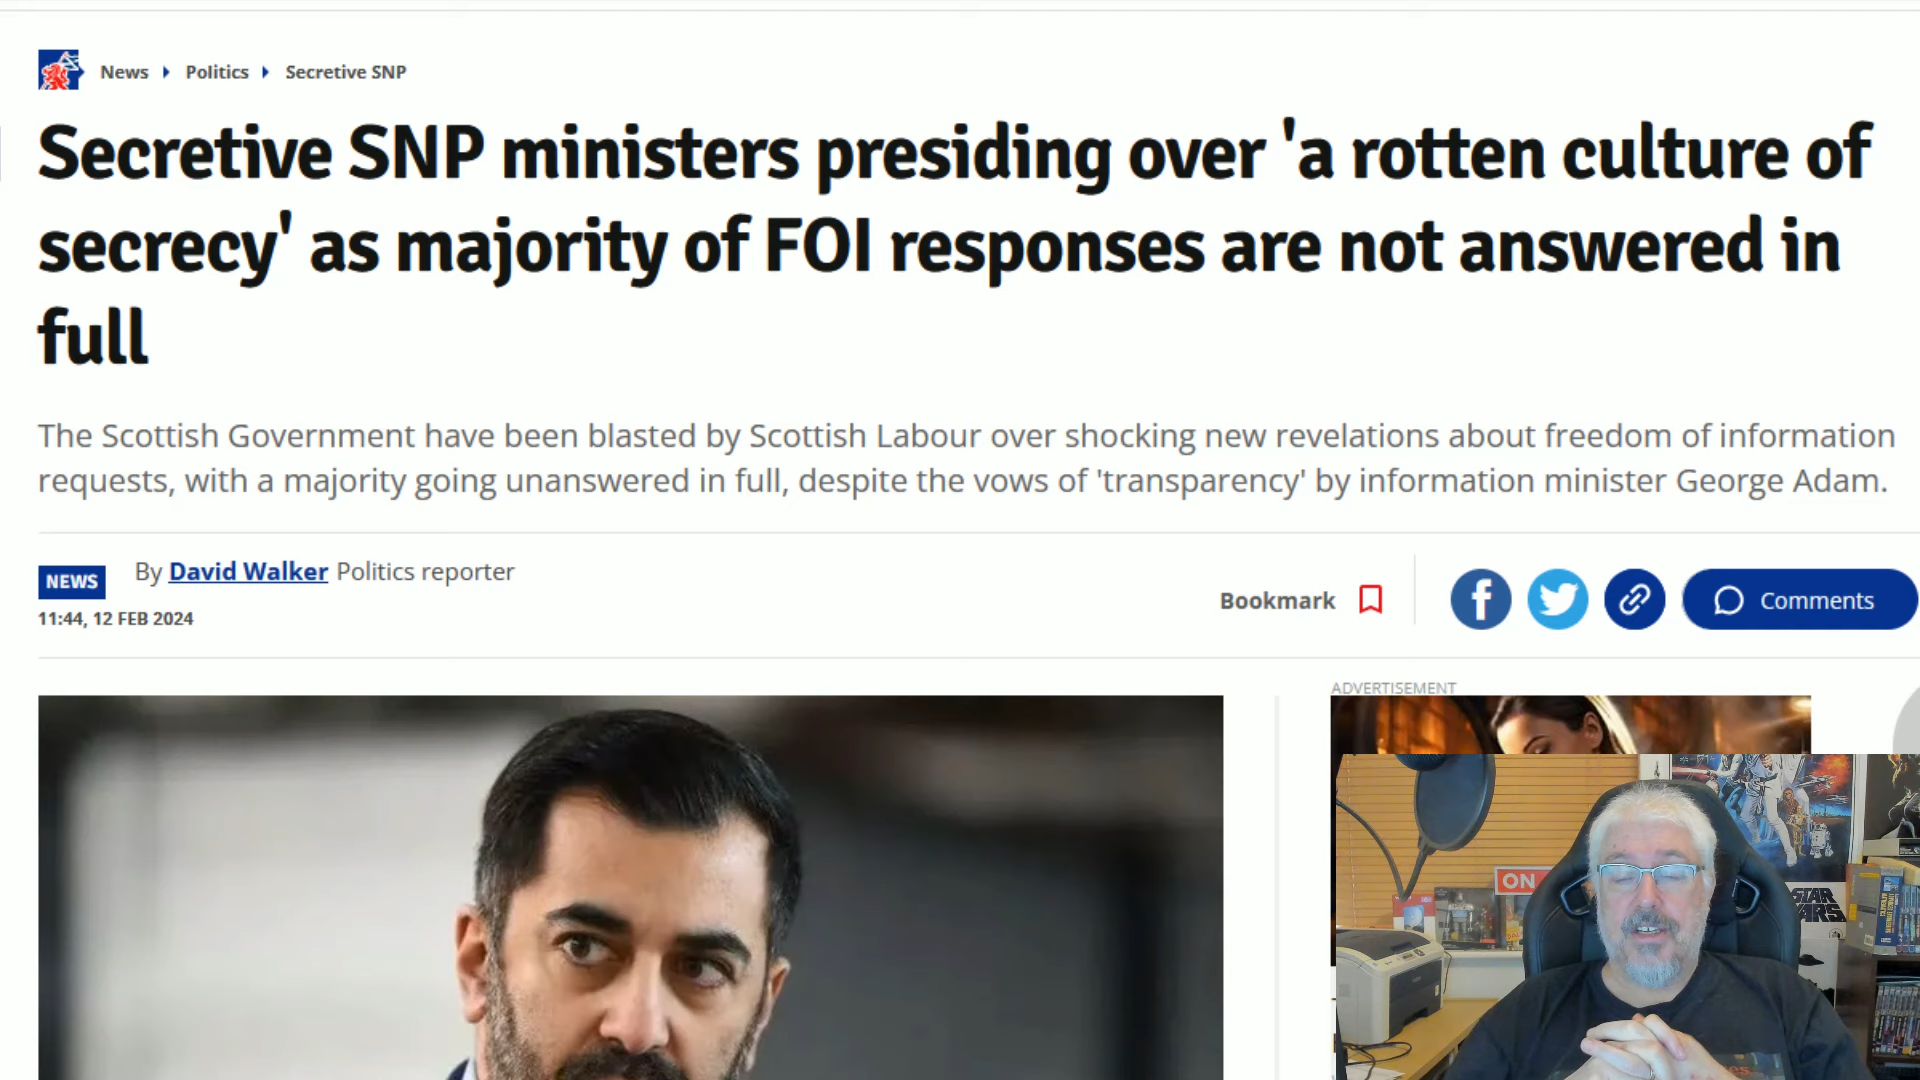 News Politics Secretive SNP
Secretive SNP ministers presiding over 'a rotten culture of
secrecy' as majority of FOI responses are not answered in
full
The Scottish Government have been blasted by Scottish Labour over shocking new revelations about freedom of information
requests, with a majority going unanswered in full, despite the vows of 'transparency' by information minister George Adam.
NEWS
By David Walker Politics reporter
11:44, 12 FEB 2024
Bookmark
Comments
ADVERTISEMENT
ON
STAR
WARS